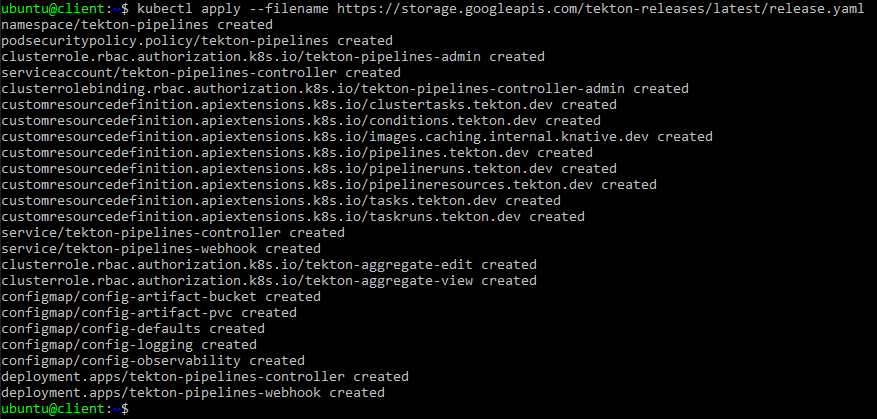 ubuntu@client:~$ kubectl apply --filename https://storage.googleapis.com/tekton-releases/latest/release.yaml
namespace/tekton-pipelines created
podsecuritypolicy.policy/tekton-pipelines created
clusterrole.rbac.authorization.k8s.io/tekton-pipelines-admin created
serviceaccount/tekton-pipelines-controller created
clusterrolebinding.rbac.authorization.k8s.io/tekton-pipelines-controller-admin created
customresourcedefinition.apiextensions.k8s.io/clustertasks.tekton.dev created
customresourcedefinition.apiextensions.k8s.io/conditions.tekton.dev created
customresourcedefinition.apiextensions.k8s.io/images.caching.internal.knative.dev created
customresourcedefinition.apiextensions.k8s.io/pipelines.tekton.dev created
customresourcedefinition.apiextensions.k8s.io/pipelineruns.tekton.dev created
customresourcedefinition.apiextensions.k8s.io/pipelineresources.tekton.dev created
customresourcedefinition.apiextensions.k8s.io/tasks.tekton.dev created
customresourcedefinition.apiextensions.k8s.io/taskruns.tekton.dev created
service/tekton-pipelines-controller created
service/tekton-pipelines-webhook created
clusterrole.rbac.authorization.k8s.io/tekton-aggregate-edit created
clusterrole.rbac.authorization.k8s.io/tekton-aggregate-view created
configmap/config-artifact-bucket created
configmap/config-artifact-pvc created
configmap/config-defaults created
configmap/config-logging created
configmap/config-observability created
deployment.apps/tekton-pipelines-controller created
deployment.apps/tekton-pipelines-webhook created
ubuntu@client:~$